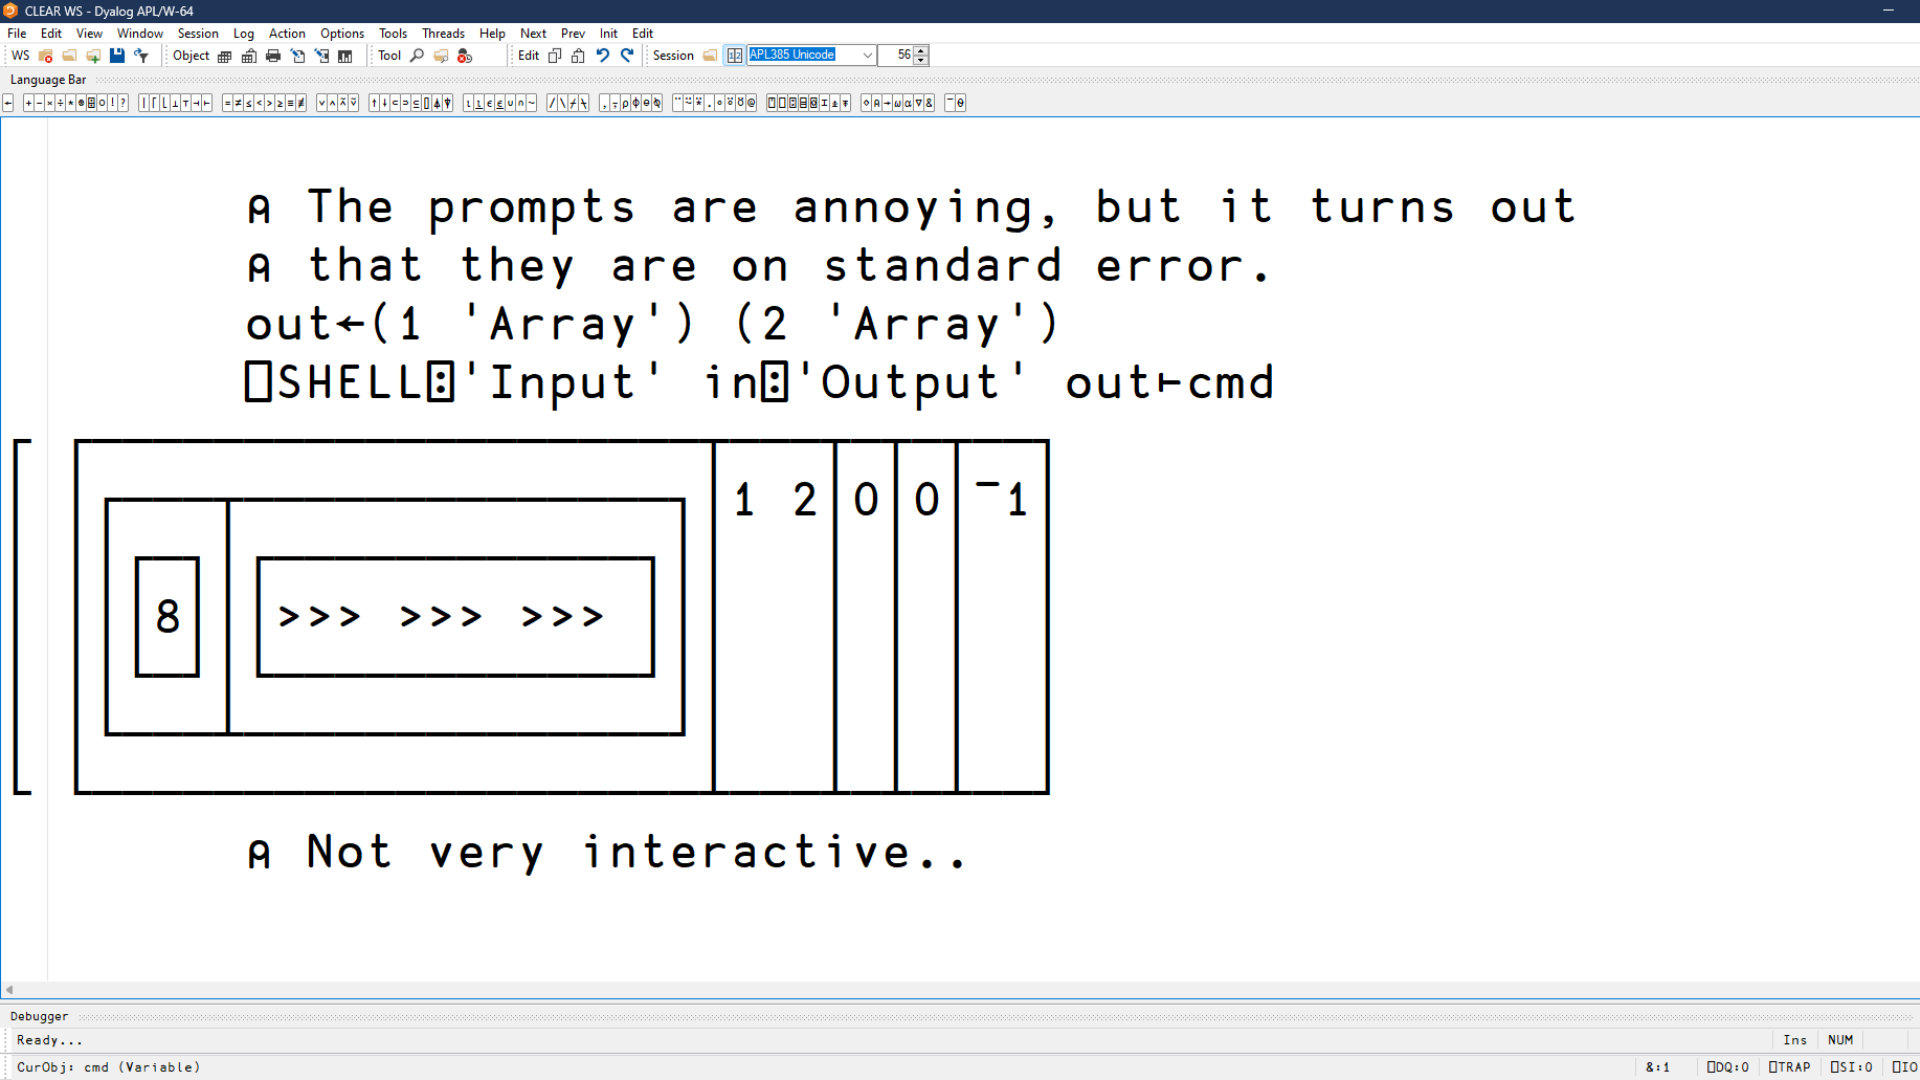 CLEAR WS - Dyalog APL/W-64
File Edit View Window Session Log Action Options Tools Threads Help Next Prev Init Edit
WS Object Tool Edit Session APL385 Unicode 56
Language Bar
⍝ The prompts are annoying, but it turns out
⍝ that they are on standard error.
out←(1 'Array') (2 'Array')
⎕SHELL⍠'Input' in⍠'Output' out⊢cmd
1 2 0 0 ¯1
8 >>> >>> >>>
⍝ Not very interactive..
Debugger
Ready...
Ins NUM
CurObj: cmd (Variable)
&:1 ⎕DQ:0 ⎕TRAP ⎕SI:0 ⎕IO